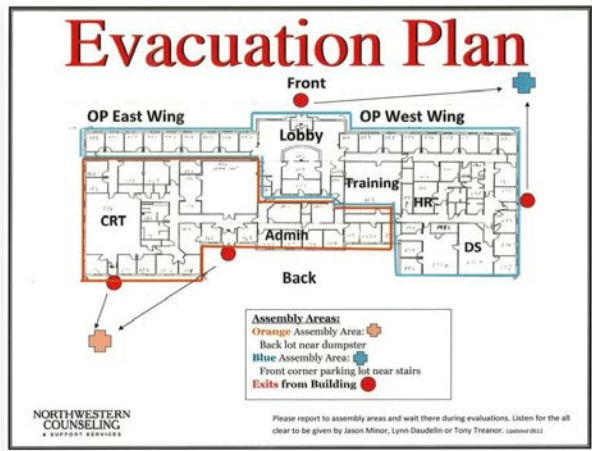 Evacuation Plan
Front
OP East Wing
OP West Wing
Lobby
Training
HR
CRT
Admin
DS
Back
Assembly Areas:
Orange Assembly Area:
Back lot near dumpster
Blue Assembly Area:
Front corner parking lot near stairs
Exits from Building
NORTHWESTERN
COUNSELING
& SUPPORT SERVICES
Please report to assembly areas and wait there during evaluations. Listen for the all
clear to be given by Jason Minor, Lynn Daudelin or Tony Treanor. Updated 0611